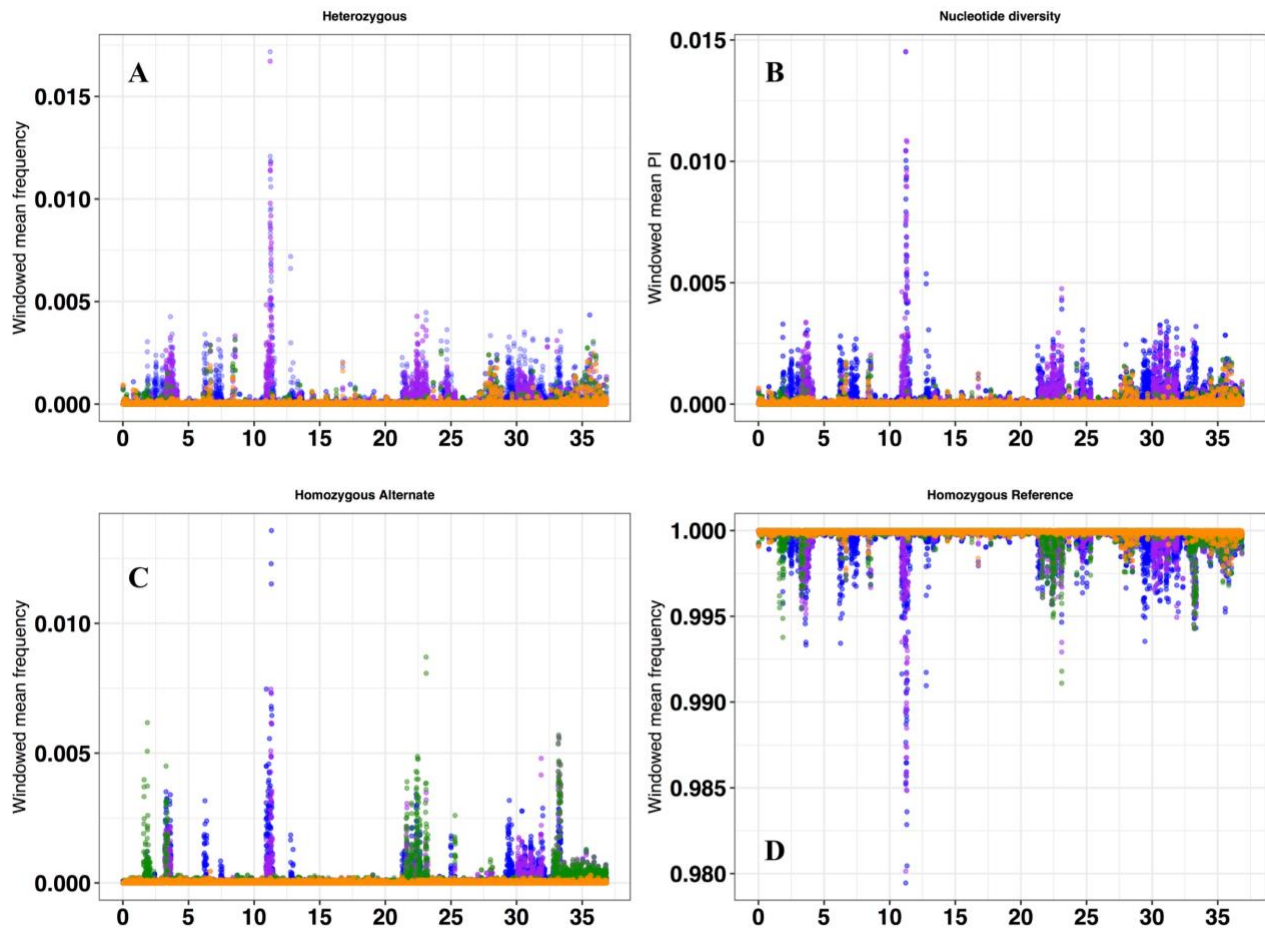 Heterozygous
A
Windowed mean frequency
0.015
0.010
0.005
0.000
0 5 10 15 20 25 30 35
Nucleotide diversity
B
Windowed mean PI
0.015
0.010
0.005
0.000
0 5 10 15 20 25 30 35
Homozygous Alternate
C
Windowed mean frequency
0.010
0.005
0.000
0 5 10 15 20 25 30 35
Homozygous Reference
D
Windowed mean frequency
1.000
0.995
0.990
0.985
0.980
0 5 10 15 20 25 30 35